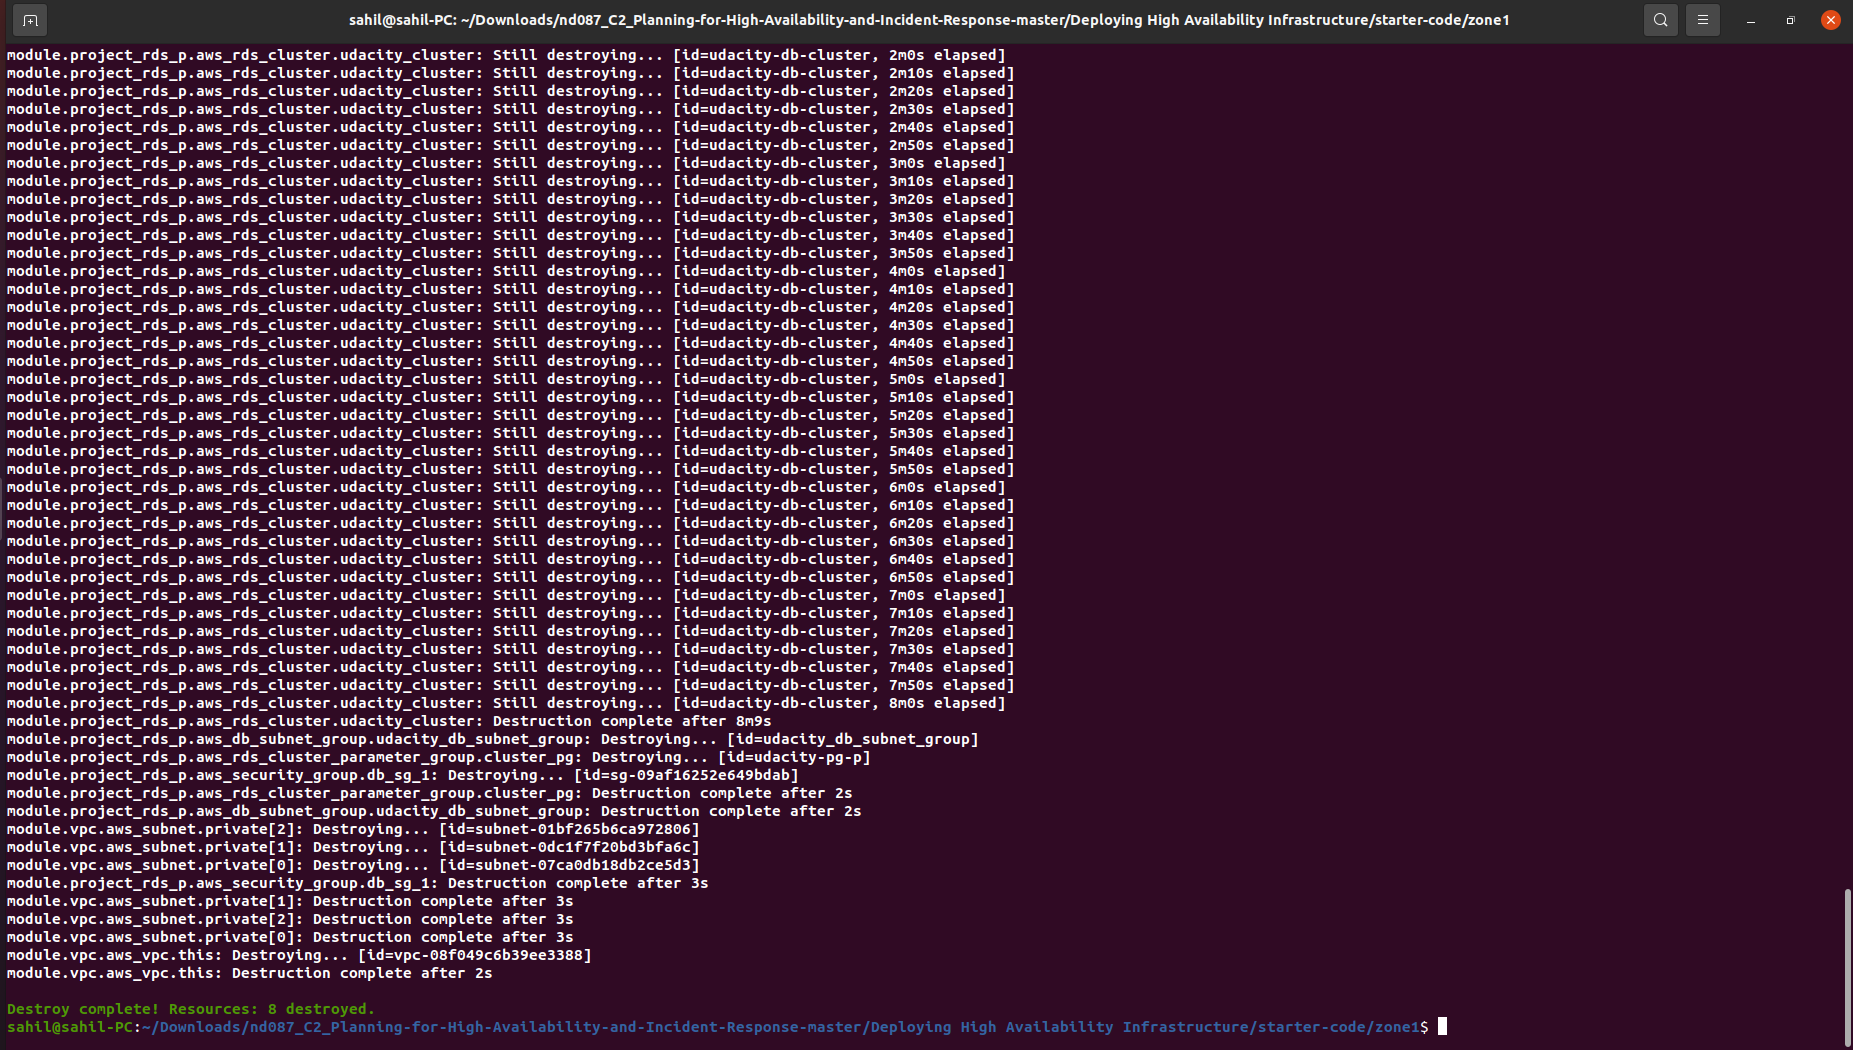 sahil@sahil-PC: ~/Downloads/nd087_C2_Planning-for-High-Availability-and-Incident-Response-master/Deploying High Availability Infrastructure/starter-code/zone1
module.project_rds_p.aws_rds_cluster.udacity_cluster: Still destroying... [id=udacity-db-cluster, 2m0s elapsed]
module.project_rds_p.aws_rds_cluster.udacity_cluster: Still destroying... [id=udacity-db-cluster, 2m10s elapsed]
module.project_rds_p.aws_rds_cluster.udacity_cluster: Still destroying... [id=udacity-db-cluster, 2m20s elapsed]
module.project_rds_p.aws_rds_cluster.udacity_cluster: Still destroying... [id=udacity-db-cluster, 2m30s elapsed]
module.project_rds_p.aws_rds_cluster.udacity_cluster: Still destroying... [id=udacity-db-cluster, 2m40s elapsed]
module.project_rds_p.aws_rds_cluster.udacity_cluster: Still destroying... [id=udacity-db-cluster, 2m50s elapsed]
module.project_rds_p.aws_rds_cluster.udacity_cluster: Still destroying... [id=udacity-db-cluster, 3m0s elapsed]
module.project_rds_p.aws_rds_cluster.udacity_cluster: Still destroying... [id=udacity-db-cluster, 3m10s elapsed]
module.project_rds_p.aws_rds_cluster.udacity_cluster: Still destroying... [id=udacity-db-cluster, 3m20s elapsed]
module.project_rds_p.aws_rds_cluster.udacity_cluster: Still destroying... [id=udacity-db-cluster, 3m30s elapsed]
module.project_rds_p.aws_rds_cluster.udacity_cluster: Still destroying... [id=udacity-db-cluster, 3m40s elapsed]
module.project_rds_p.aws_rds_cluster.udacity_cluster: Still destroying... [id=udacity-db-cluster, 3m50s elapsed]
module.project_rds_p.aws_rds_cluster.udacity_cluster: Still destroying... [id=udacity-db-cluster, 4m0s elapsed]
module.project_rds_p.aws_rds_cluster.udacity_cluster: Still destroying... [id=udacity-db-cluster, 4m10s elapsed]
module.project_rds_p.aws_rds_cluster.udacity_cluster: Still destroying... [id=udacity-db-cluster, 4m20s elapsed]
module.project_rds_p.aws_rds_cluster.udacity_cluster: Still destroying... [id=udacity-db-cluster, 4m30s elapsed]
module.project_rds_p.aws_rds_cluster.udacity_cluster: Still destroying... [id=udacity-db-cluster, 4m40s elapsed]
module.project_rds_p.aws_rds_cluster.udacity_cluster: Still destroying... [id=udacity-db-cluster, 4m50s elapsed]
module.project_rds_p.aws_rds_cluster.udacity_cluster: Still destroying... [id=udacity-db-cluster, 5m0s elapsed]
module.project_rds_p.aws_rds_cluster.udacity_cluster: Still destroying... [id=udacity-db-cluster, 5m10s elapsed]
module.project_rds_p.aws_rds_cluster.udacity_cluster: Still destroying... [id=udacity-db-cluster, 5m20s elapsed]
module.project_rds_p.aws_rds_cluster.udacity_cluster: Still destroying... [id=udacity-db-cluster, 5m30s elapsed]
module.project_rds_p.aws_rds_cluster.udacity_cluster: Still destroying... [id=udacity-db-cluster, 5m40s elapsed]
module.project_rds_p.aws_rds_cluster.udacity_cluster: Still destroying... [id=udacity-db-cluster, 5m50s elapsed]
module.project_rds_p.aws_rds_cluster.udacity_cluster: Still destroying... [id=udacity-db-cluster, 6m0s elapsed]
module.project_rds_p.aws_rds_cluster.udacity_cluster: Still destroying... [id=udacity-db-cluster, 6m10s elapsed]
module.project_rds_p.aws_rds_cluster.udacity_cluster: Still destroying... [id=udacity-db-cluster, 6m20s elapsed]
module.project_rds_p.aws_rds_cluster.udacity_cluster: Still destroying... [id=udacity-db-cluster, 6m30s elapsed]
module.project_rds_p.aws_rds_cluster.udacity_cluster: Still destroying... [id=udacity-db-cluster, 6m40s elapsed]
module.project_rds_p.aws_rds_cluster.udacity_cluster: Still destroying... [id=udacity-db-cluster, 6m50s elapsed]
module.project_rds_p.aws_rds_cluster.udacity_cluster: Still destroying... [id=udacity-db-cluster, 7m0s elapsed]
module.project_rds_p.aws_rds_cluster.udacity_cluster: Still destroying... [id=udacity-db-cluster, 7m10s elapsed]
module.project_rds_p.aws_rds_cluster.udacity_cluster: Still destroying... [id=udacity-db-cluster, 7m20s elapsed]
module.project_rds_p.aws_rds_cluster.udacity_cluster: Still destroying... [id=udacity-db-cluster, 7m30s elapsed]
module.project_rds_p.aws_rds_cluster.udacity_cluster: Still destroying... [id=udacity-db-cluster, 7m40s elapsed]
module.project_rds_p.aws_rds_cluster.udacity_cluster: Still destroying... [id=udacity-db-cluster, 7m50s elapsed]
module.project_rds_p.aws_rds_cluster.udacity_cluster: Still destroying... [id=udacity-db-cluster, 8m0s elapsed]
module.project_rds_p.aws_rds_cluster.udacity_cluster: Destruction complete after 8m9s
module.project_rds_p.aws_db_subnet_group.udacity_db_subnet_group: Destroying... [id=udacity_db_subnet_group]
module.project_rds_p.aws_rds_cluster_parameter_group.cluster_pg: Destroying... [id=udacity-pg-p]
module.project_rds_p.aws_security_group.db_sg_1: Destroying... [id=sg-09af16252e649bdab]
module.project_rds_p.aws_rds_cluster_parameter_group.cluster_pg: Destruction complete after 2s
module.project_rds_p.aws_db_subnet_group.udacity_db_subnet_group: Destruction complete after 2s
module.vpc.aws_subnet.private[2]: Destroying... [id=subnet-01bf265b6ca972806]
module.vpc.aws_subnet.private[1]: Destroying... [id=subnet-0dc1f7f20bd3bfa6c]
module.vpc.aws_subnet.private[0]: Destroying... [id=subnet-07ca0db18db2ce5d3]
module.project_rds_p.aws_security_group.db_sg_1: Destruction complete after 3s
module.vpc.aws_subnet.private[1]: Destruction complete after 3s
module.vpc.aws_subnet.private[2]: Destruction complete after 3s
module.vpc.aws_subnet.private[0]: Destruction complete after 3s
module.vpc.aws_vpc.this: Destroying... [id=vpc-08f049c6b39ee3388]
module.vpc.aws_vpc.this: Destruction complete after 2s
Destroy complete! Resources: 8 destroyed.
sahil@sahil-PC:~/Downloads/nd087_C2_Planning-for-High-Availability-and-Incident-Response-master/Deploying High Availability Infrastructure/starter-code/zone1$